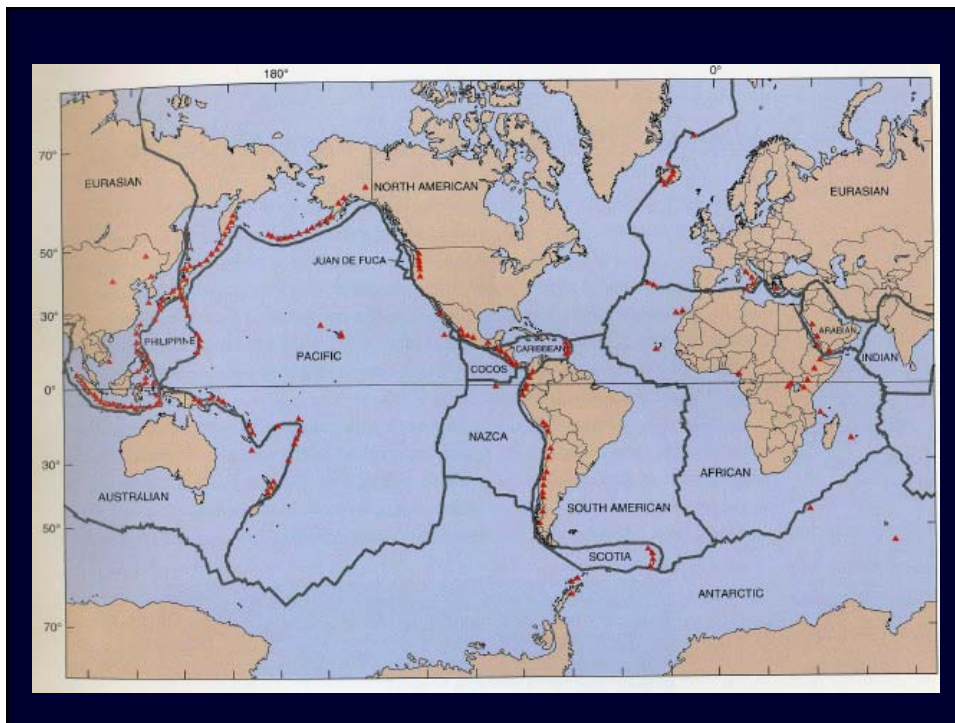 180°
0°
70°
EURASIAN
NORTH AMERICAN
EURASIAN
50°
JUAN DE FUCA
30°
PHILIPPINE
PACIFIC
CARIBBEAN
ARABIAN
INDIAN
COCOS
0°
NAZCA
30°
AUSTRALIAN
AFRICAN
SOUTH AMERICAN
50°
SCOTIA
ANTARCTIC
70°